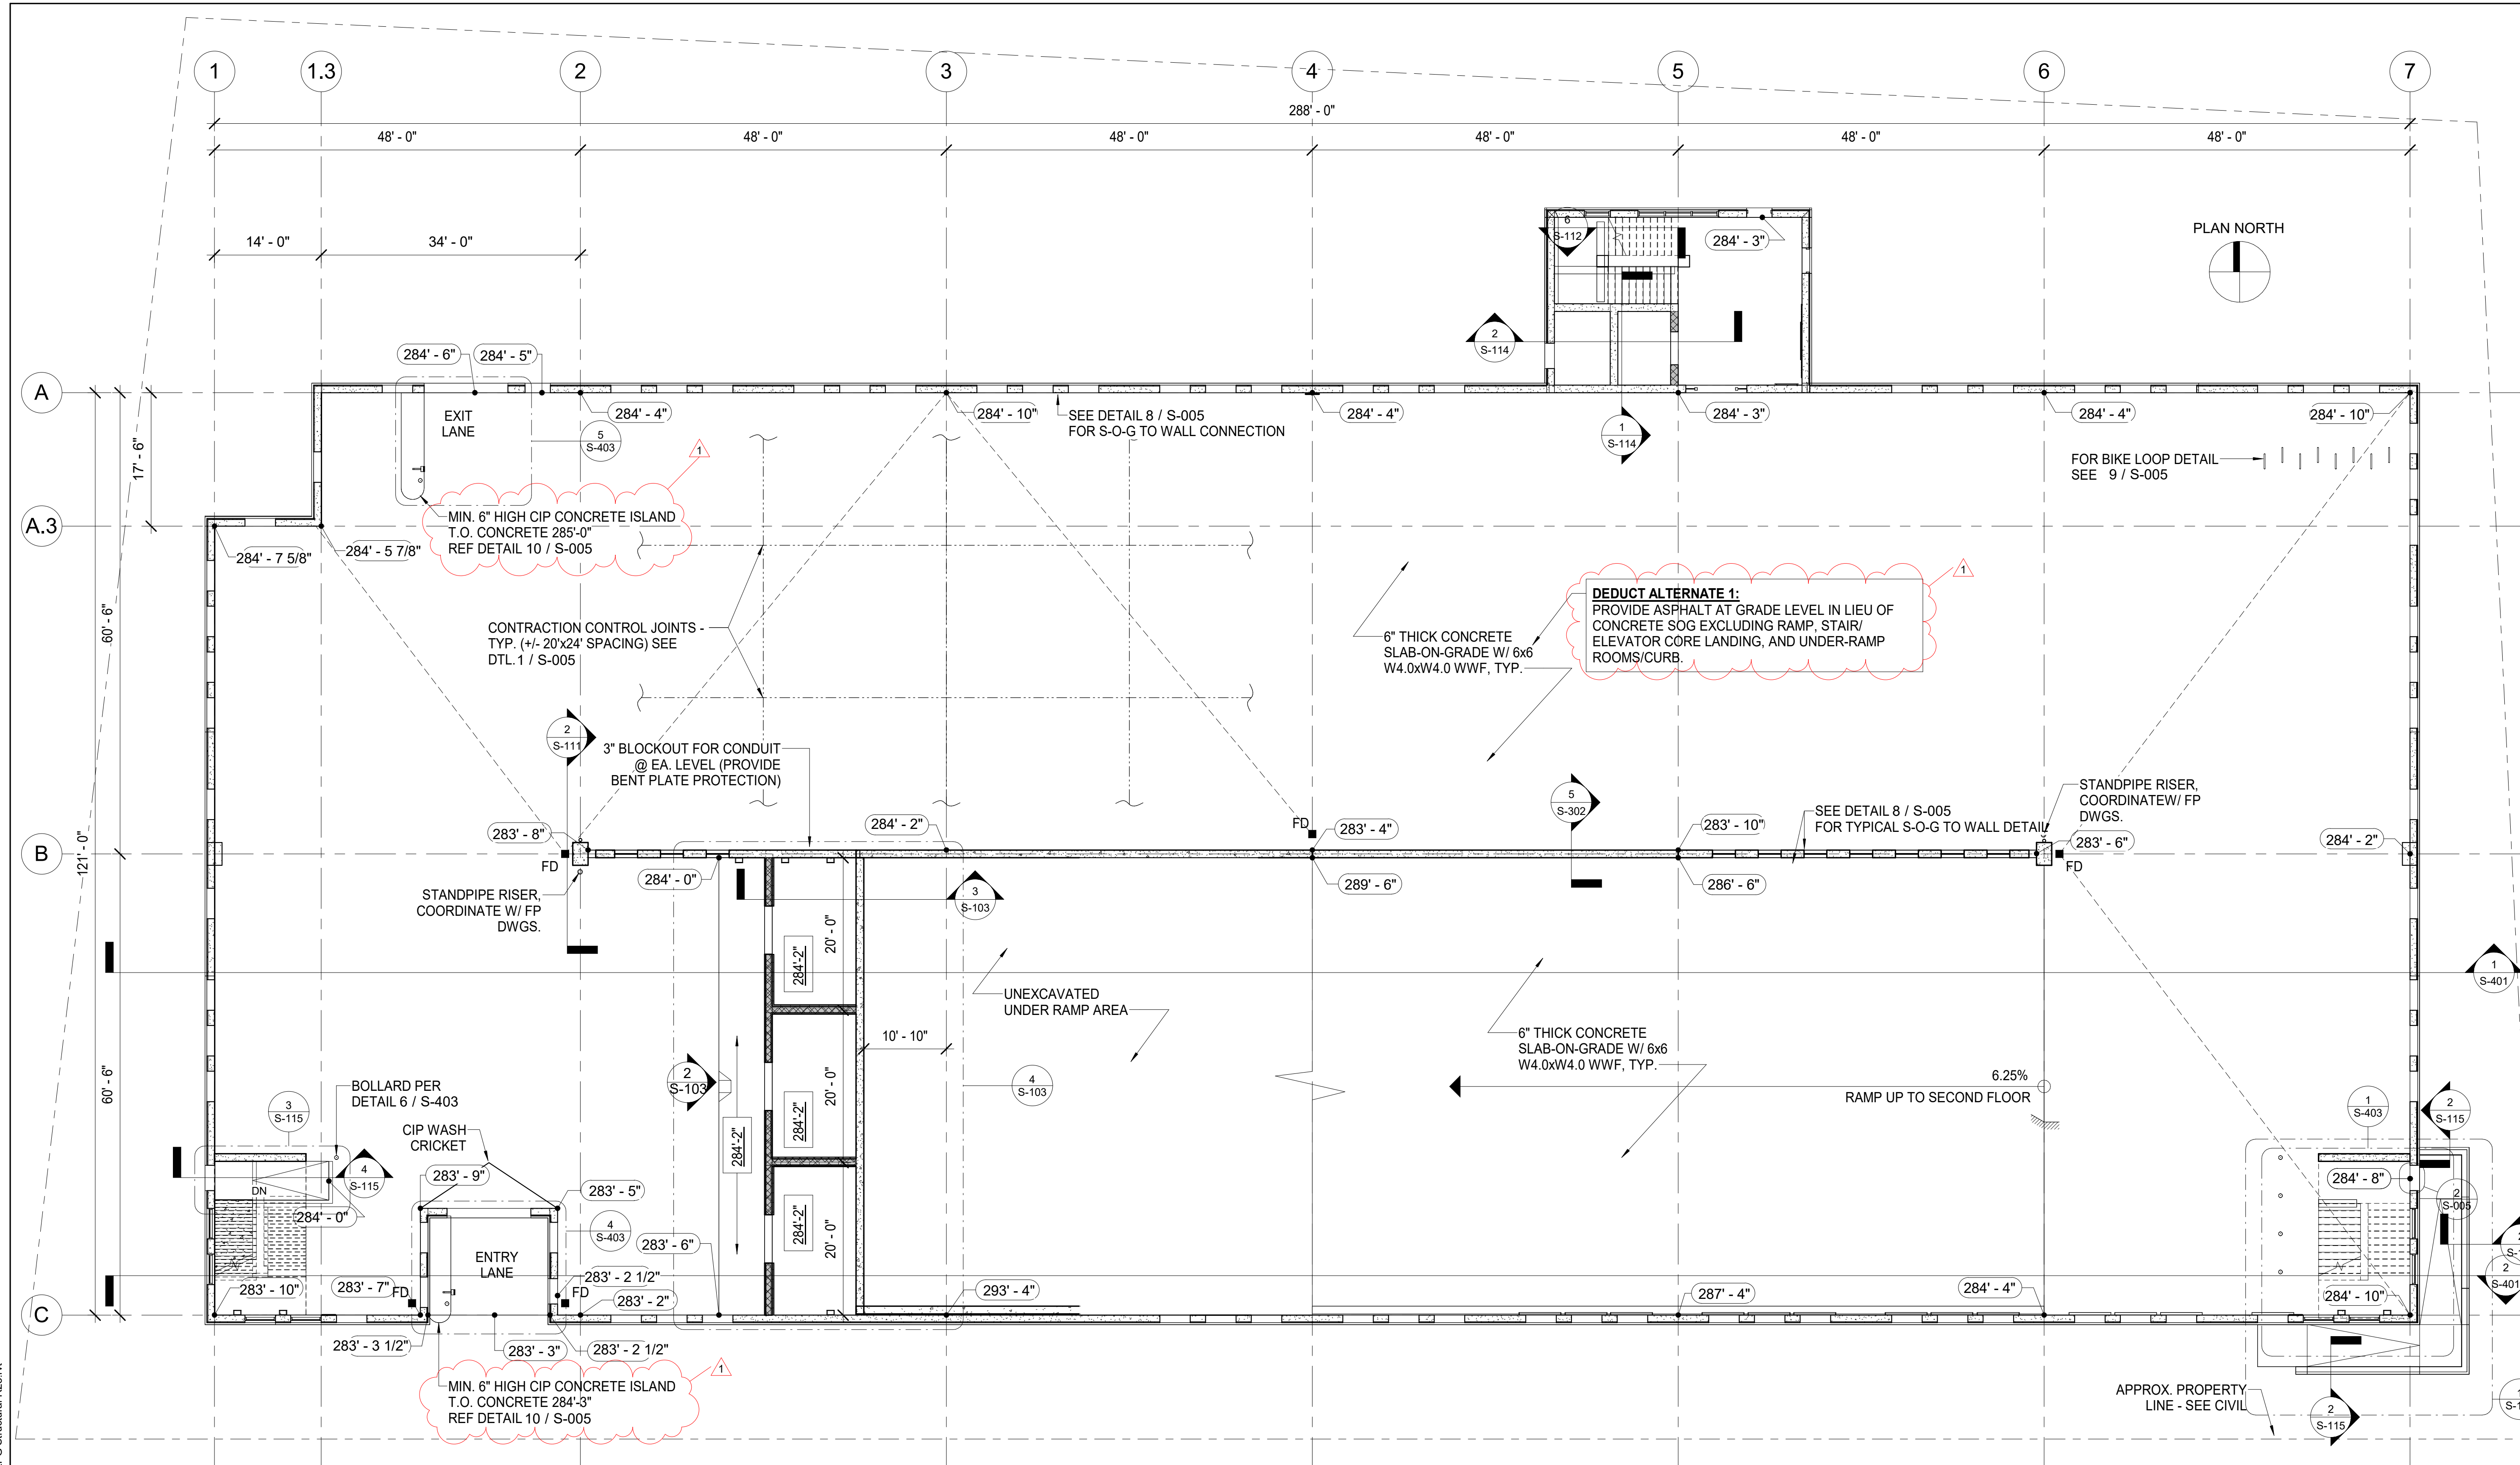 1
1.3
2
3
4
5
6
7
288' - 0"
48' - 0"
48' - 0"
48' - 0"
48' - 0"
48' - 0"
48' - 0"
14' - 0"
34' - 0"
PLAN NORTH
6
S-112
284' - 3"
2
S-114
284' - 6"
284' - 5"
A
EXIT
LANE
284' - 4"
5
S-403
284' - 10"
SEE DETAIL 8 / S-005
FOR S-O-G TO WALL CONNECTION
284' - 4"
1
S-114
284' - 3"
284' - 4"
284' - 10"
17' - 6"
1
FOR BIKE LOOP DETAIL
SEE 9 / S-005
A.3
MIN. 6" HIGH CIP CONCRETE ISLAND
T.O. CONCRETE 285'-0"
REF DETAIL 10 / S-005
284' - 7 5/8"
284' - 5 7/8"
1
DEDUCT ALTERNATE 1:
PROVIDE ASPHALT AT GRADE LEVEL IN LIEU OF
CONCRETE SOG EXCLUDING RAMP, STAIR/
ELEVATOR CORE LANDING, AND UNDER-RAMP
ROOMS/CURB.
60' - 6"
CONTRACTION CONTROL JOINTS -
TYP. (+/- 20'x24' SPACING) SEE
DTL.1 / S-005
6" THICK CONCRETE
SLAB-ON-GRADE W/ 6x6
W4.0xW4.0 WWF, TYP.
2
S-111
3" BLOCKOUT FOR CONDUIT
@ EA. LEVEL (PROVIDE
BENT PLATE PROTECTION)
5
S-302
STANDPIPE RISER,
COORDINATEW/ FP
DWGS.
283' - 8"
284' - 2"
FD
283' - 4"
283' - 10"
SEE DETAIL 8 / S-005
FOR TYPICAL S-O-G TO WALL DETAIL
283' - 6"
284' - 2"
B
121' - 0"
FD
FD
284' - 0"
289' - 6"
286' - 6"
STANDPIPE RISER,
COORDINATE W/ FP
DWGS.
3
S-103
20' - 0"
284'-2"
1
S-401
UNEXCAVATED
UNDER RAMP AREA
10' - 10"
6" THICK CONCRETE
SLAB-ON-GRADE W/ 6x6
W4.0xW4.0 WWF, TYP.
60' - 6"
2
S-103
4
S-103
20' - 0"
284'-2"
284'-2"
6.25%
RAMP UP TO SECOND FLOOR
BOLLARD PER
DETAIL 6 / S-403
3
S-115
CIP WASH
CRICKET
1
S-403
2
S-115
4
S-115
DN
283' - 9"
283' - 5"
284' - 8"
2
S-005
284' - 0"
4
S-403
20' - 0"
284'-2"
283' - 6"
ENTRY
LANE
2
S-401
283' - 10"
283' - 7"
FD
283' - 2 1/2"
FD
283' - 2"
293' - 4"
287' - 4"
284' - 4"
284' - 10"
C
283' - 3 1/2"
283' - 3"
283' - 2 1/2"
1
MIN. 6" HIGH CIP CONCRETE ISLAND
T.O. CONCRETE 284'-3"
REF DETAIL 10 / S-005
APPROX. PROPERTY
LINE - SEE CIVIL
2
S-115